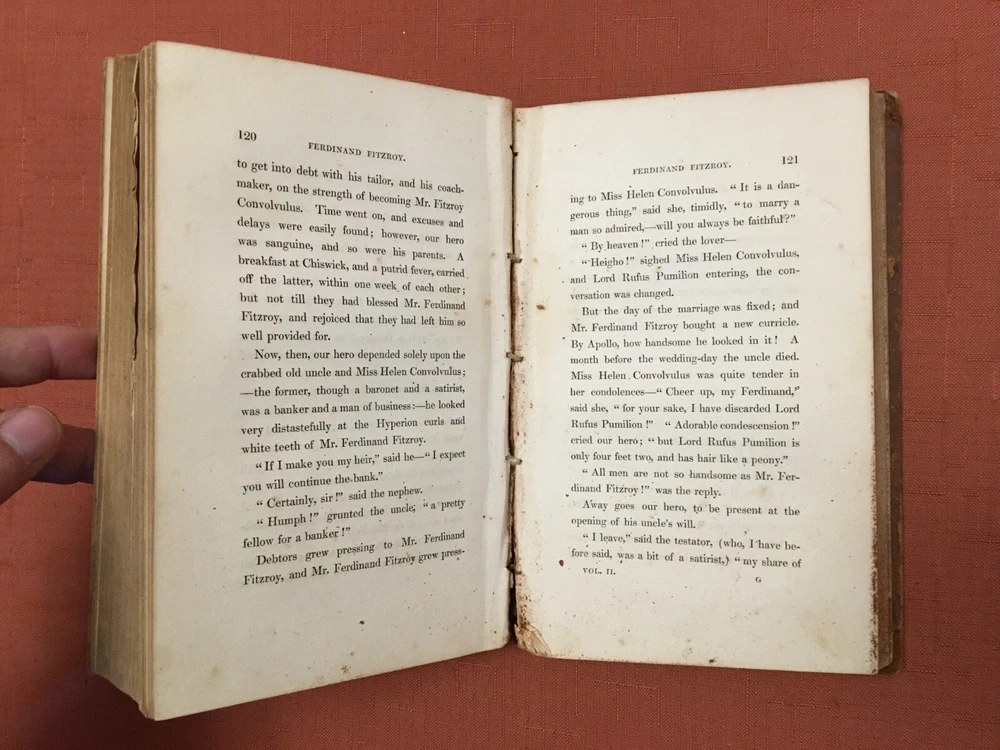 120
FERDINAND FITZROY.
to get into debt with his tailor, and his coach-
maker, on the strength of becoming Mr. Fitzroy
Convolvulus. Time went on, and excuses and
delays were easily found; however, our hero
was sanguine, and so were his parents. A
breakfast at Chiswick, and a putrid fever, carried
off the latter, within one week of each other;
but not till they had blessed Mr. Ferdinand
Fitzroy, and rejoiced that they had left him so
well provided for.
Now, then, our hero depended solely upon the
crabbed old uncle and Miss Helen Convolvulus;
—the former, though a baronet and a satirist,
was a banker and a man of business:—he looked
very distastefully at the Hyperion curls and
white teeth of Mr. Ferdinand Fitzroy.
“If I make you my heir,” said he—“I expect
you will continue the bank.”
“Certainly, sir!” said the nephew.
“Humph!” grunted the uncle; “a pretty
fellow for a banker!”
Debtors grew pressing to Mr. Ferdinand
Fitzroy, and Mr. Ferdinand Fitzroy grew press-
FERDINAND FITZROY.
121
ing to Miss Helen Convolvulus. “It is a dan-
gerous thing,” said she, timidly, “to marry a
man so admired,—will you always be faithful?”
“By heaven!” cried the lover—
“Heigho!” sighed Miss Helen Convolvulus,
and Lord Rufus Pumilion entering, the con-
versation was changed.
But the day of the marriage was fixed; and
Mr. Ferdinand Fitzroy bought a new curricle.
By Apollo, how handsome he looked in it! A
month before the wedding-day the uncle died.
Miss Helen Convolvulus was quite tender in
her condolences—“Cheer up, my Ferdinand,”
said she, “for your sake, I have discarded Lord
Rufus Pumilion!” “Adorable condescension!”
cried our hero; “but Lord Rufus Pumilion is
only four feet two, and has hair like a peony.”
“All men are not so handsome as Mr. Fer-
dinand Fitzroy!” was the reply.
Away goes our hero, to be present at the
opening of his uncle's will.
“I leave,” said the testator, (who, I have be-
fore said, was a bit of a satirist,) “my share of
VOL. II.
G